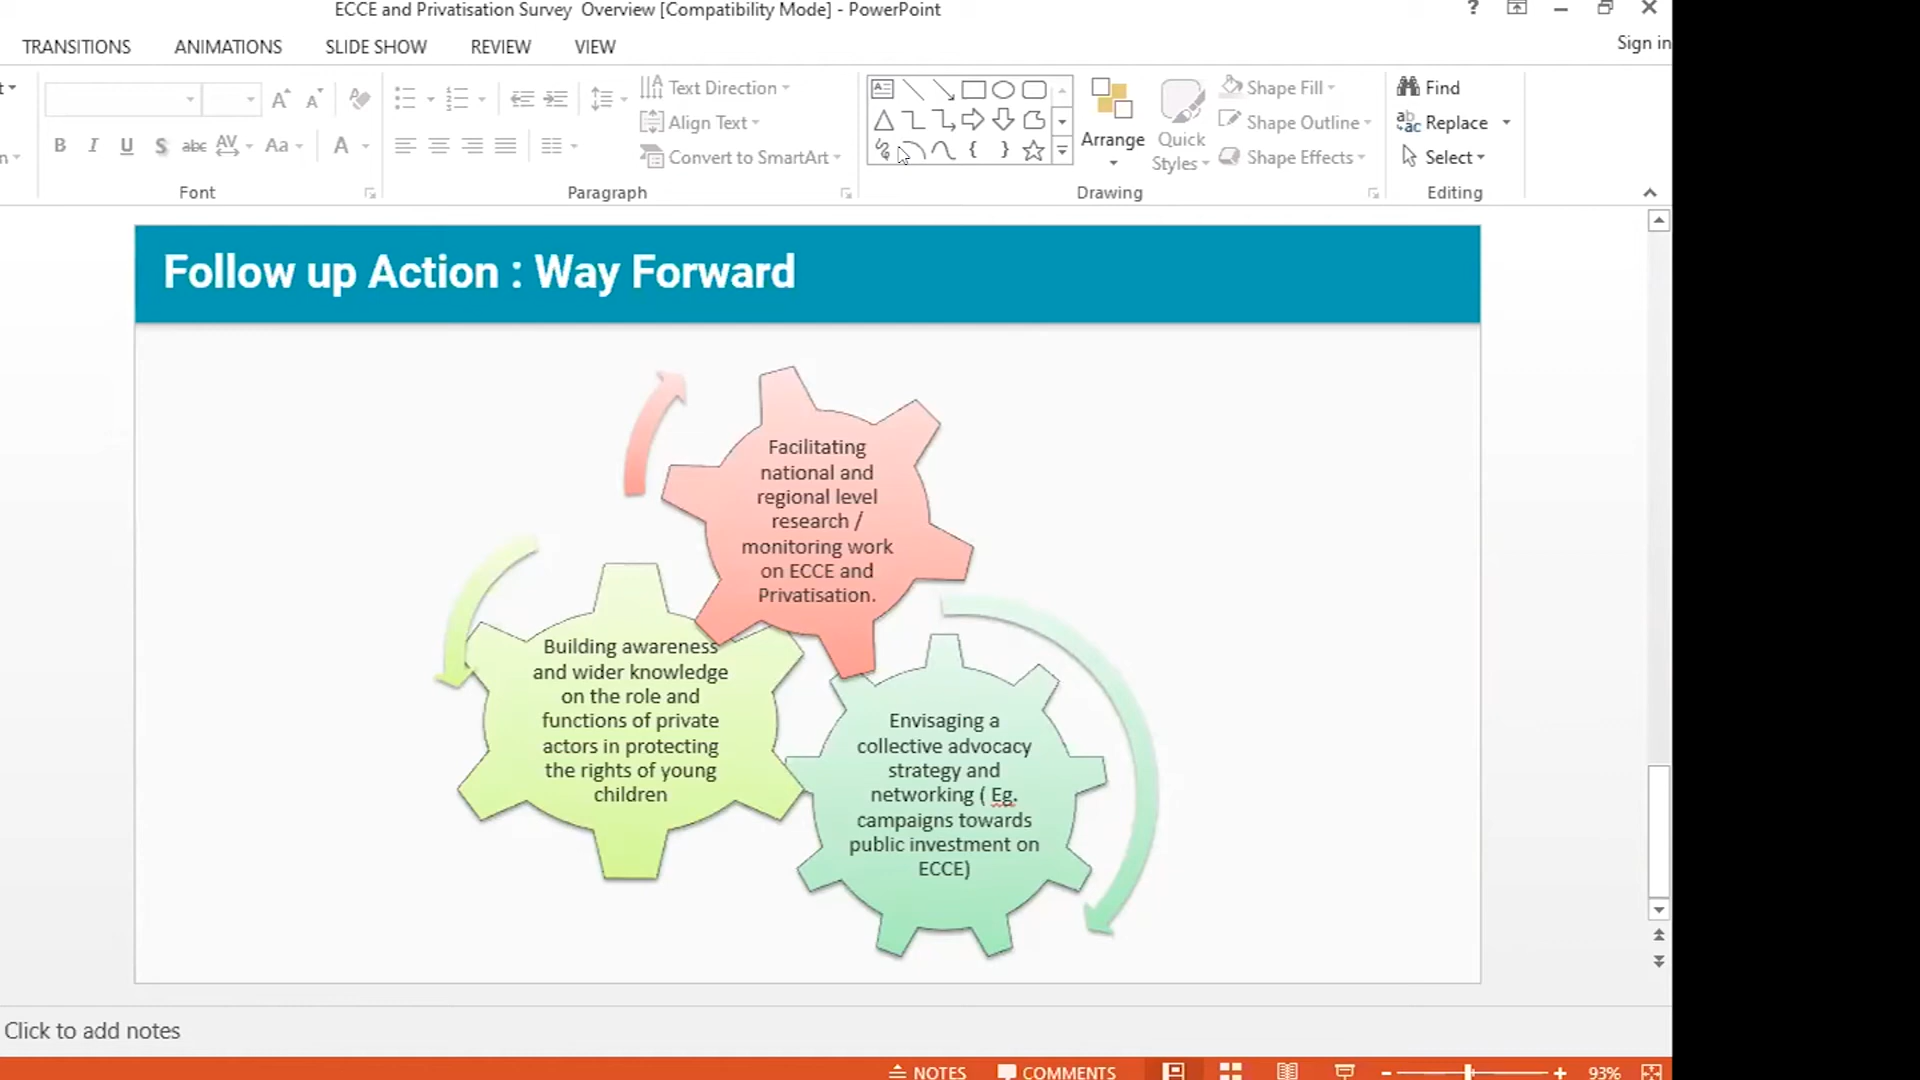 ECCE and Privatisation Survey Overview [Compatibility Mode] - PowerPoint
TRANSITIONS ANIMATIONS SLIDE SHOW REVIEW VIEW
Sign in
Text Direction
Align Text
Convert to SmartArt
B I U S abc AV Aa A
Arrange
Quick
Styles
Shape Fill
Shape Outline
Shape Effects
Find
Replace
Select
Font Paragraph Drawing Editing
Follow up Action : Way Forward
Facilitating
national and
regional level
research /
monitoring work
on ECCE and
Privatisation.
Building awareness
and wider knowledge
on the role and
functions of private
actors in protecting
the rights of young
children
Envisaging a
collective advocacy
strategy and
networking ( Eg.
campaigns towards
public investment on
ECCE)
Click to add notes
NOTES COMMENTS 93%